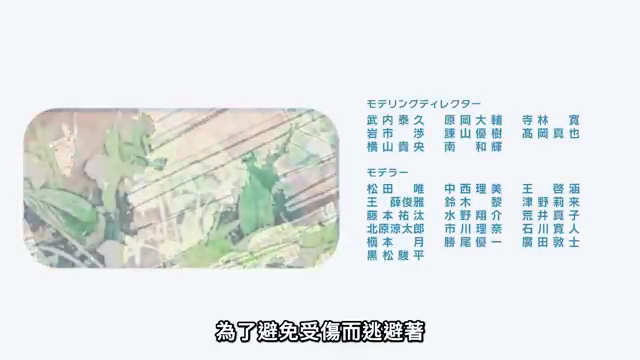 モデリングディレクター
武内泰久 原岡大輔 寺林 寛
岩市 渉 諌山優樹 髙岡真也
横山貴央 南 和輝
モデラー
松田 唯 中西理美 王 啓涵
王 薛俊雅 鈴木 黎 津野莉来
藤本祐汰 水野翔介 荒井真子
北原涼太郎 市川理奈 石川寛人
槇本 月 勝尾優一 廣田敦士
黒松駿平
為了避免受傷而逃避著